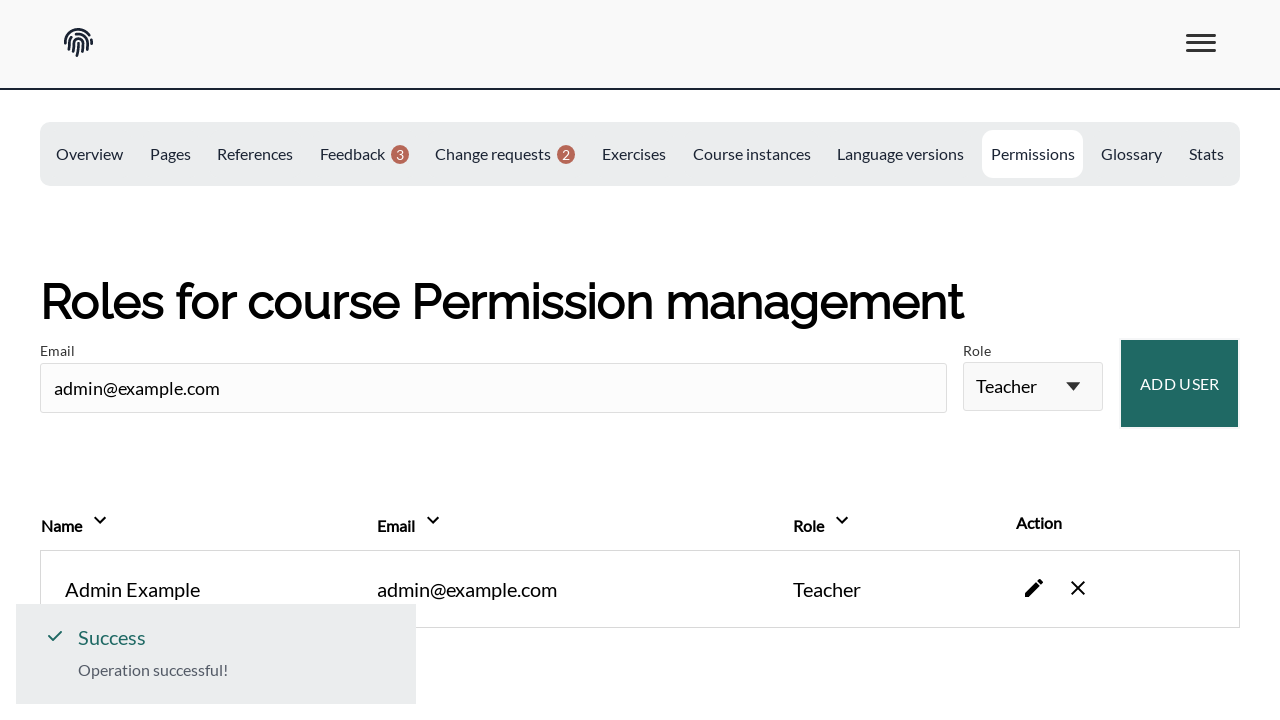 Overview Pages References Feedback 3 Change requests 2 Exercises Course instances Language versions Permissions Glossary Stats
Roles for course Permission management
Email Role
admin@example.com Teacher ADD USER
Name Email Role Action
Admin Example admin@example.com Teacher
Success
Operation successful!